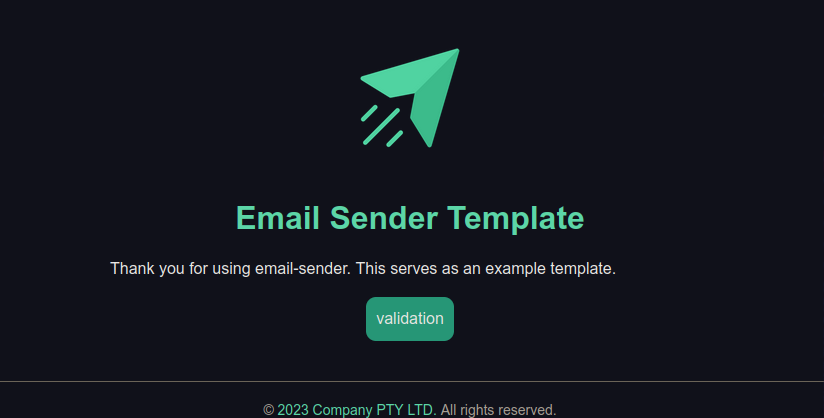 Email Sender Template
Thank you for using email-sender. This serves as an example template.
validation
© 2023 Company PTY LTD. All rights reserved.